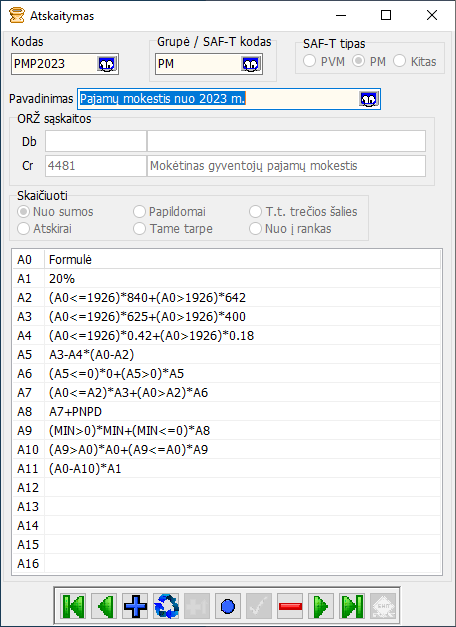 Atskaitymas
Kodas
PMP2023
Grupė / SAF-T kodas
PM
SAF-T tipas
PVM PM Kitas
Pavadinimas Pajamų mokestis nuo 2023 m.
ORŽ sąskaitos
Db
Cr 4481 Mokėtinas gyventojų pajamų mokestis
Skaičiuoti
Nuo sumos Papildomai T.t. trečios šalies
Atskirai Tame tarpe Nuo į rankas
A0 Formulė
A1 20%
A2 (A0<=1926)*840+(A0>1926)*642
A3 (A0<=1926)*625+(A0>1926)*400
A4 (A0<=1926)*0.42+(A0>1926)*0.18
A5 A3-A4*(A0-A2)
A6 (A5<=0)*0+(A5>0)*A5
A7 (A0<=A2)*A3+(A0>A2)*A6
A8 A7+PNPD
A9 (MIN>0)*MIN+(MIN<=0)*A8
A10 (A9>A0)*A0+(A9<=A0)*A9
A11 (A0-A10)*A1
A12
A13
A14
A15
A16